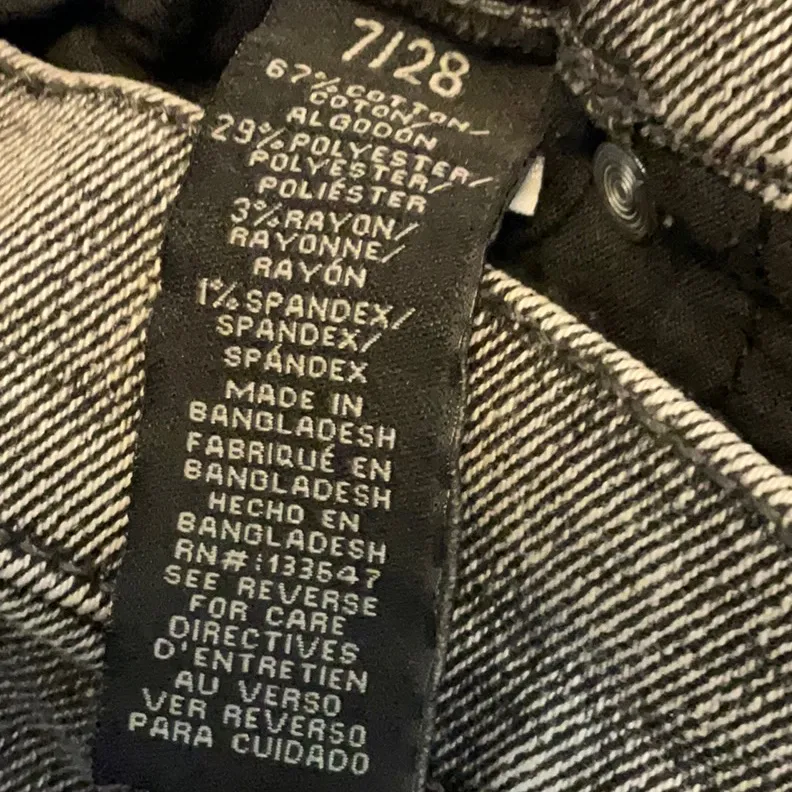 7/28
67% COTTON/
COTON/
ALGODÓN
29% POLYESTER/
POLYESTER/
POLIÉSTER
3% RAYON/
RAYONNE/
RAYÓN
1% SPANDEX/
SPANDEX/
SPÁNDEX
MADE IN
BANGLADESH
FABRIQUÉ EN
BANGLADESH
HECHO EN
BANGLADESH
RN#:133547
SEE REVERSE
FOR CARE
DIRECTIVES
D'ENTRETIEN
AU VERSO
VER REVERSO
PARA CUIDADO